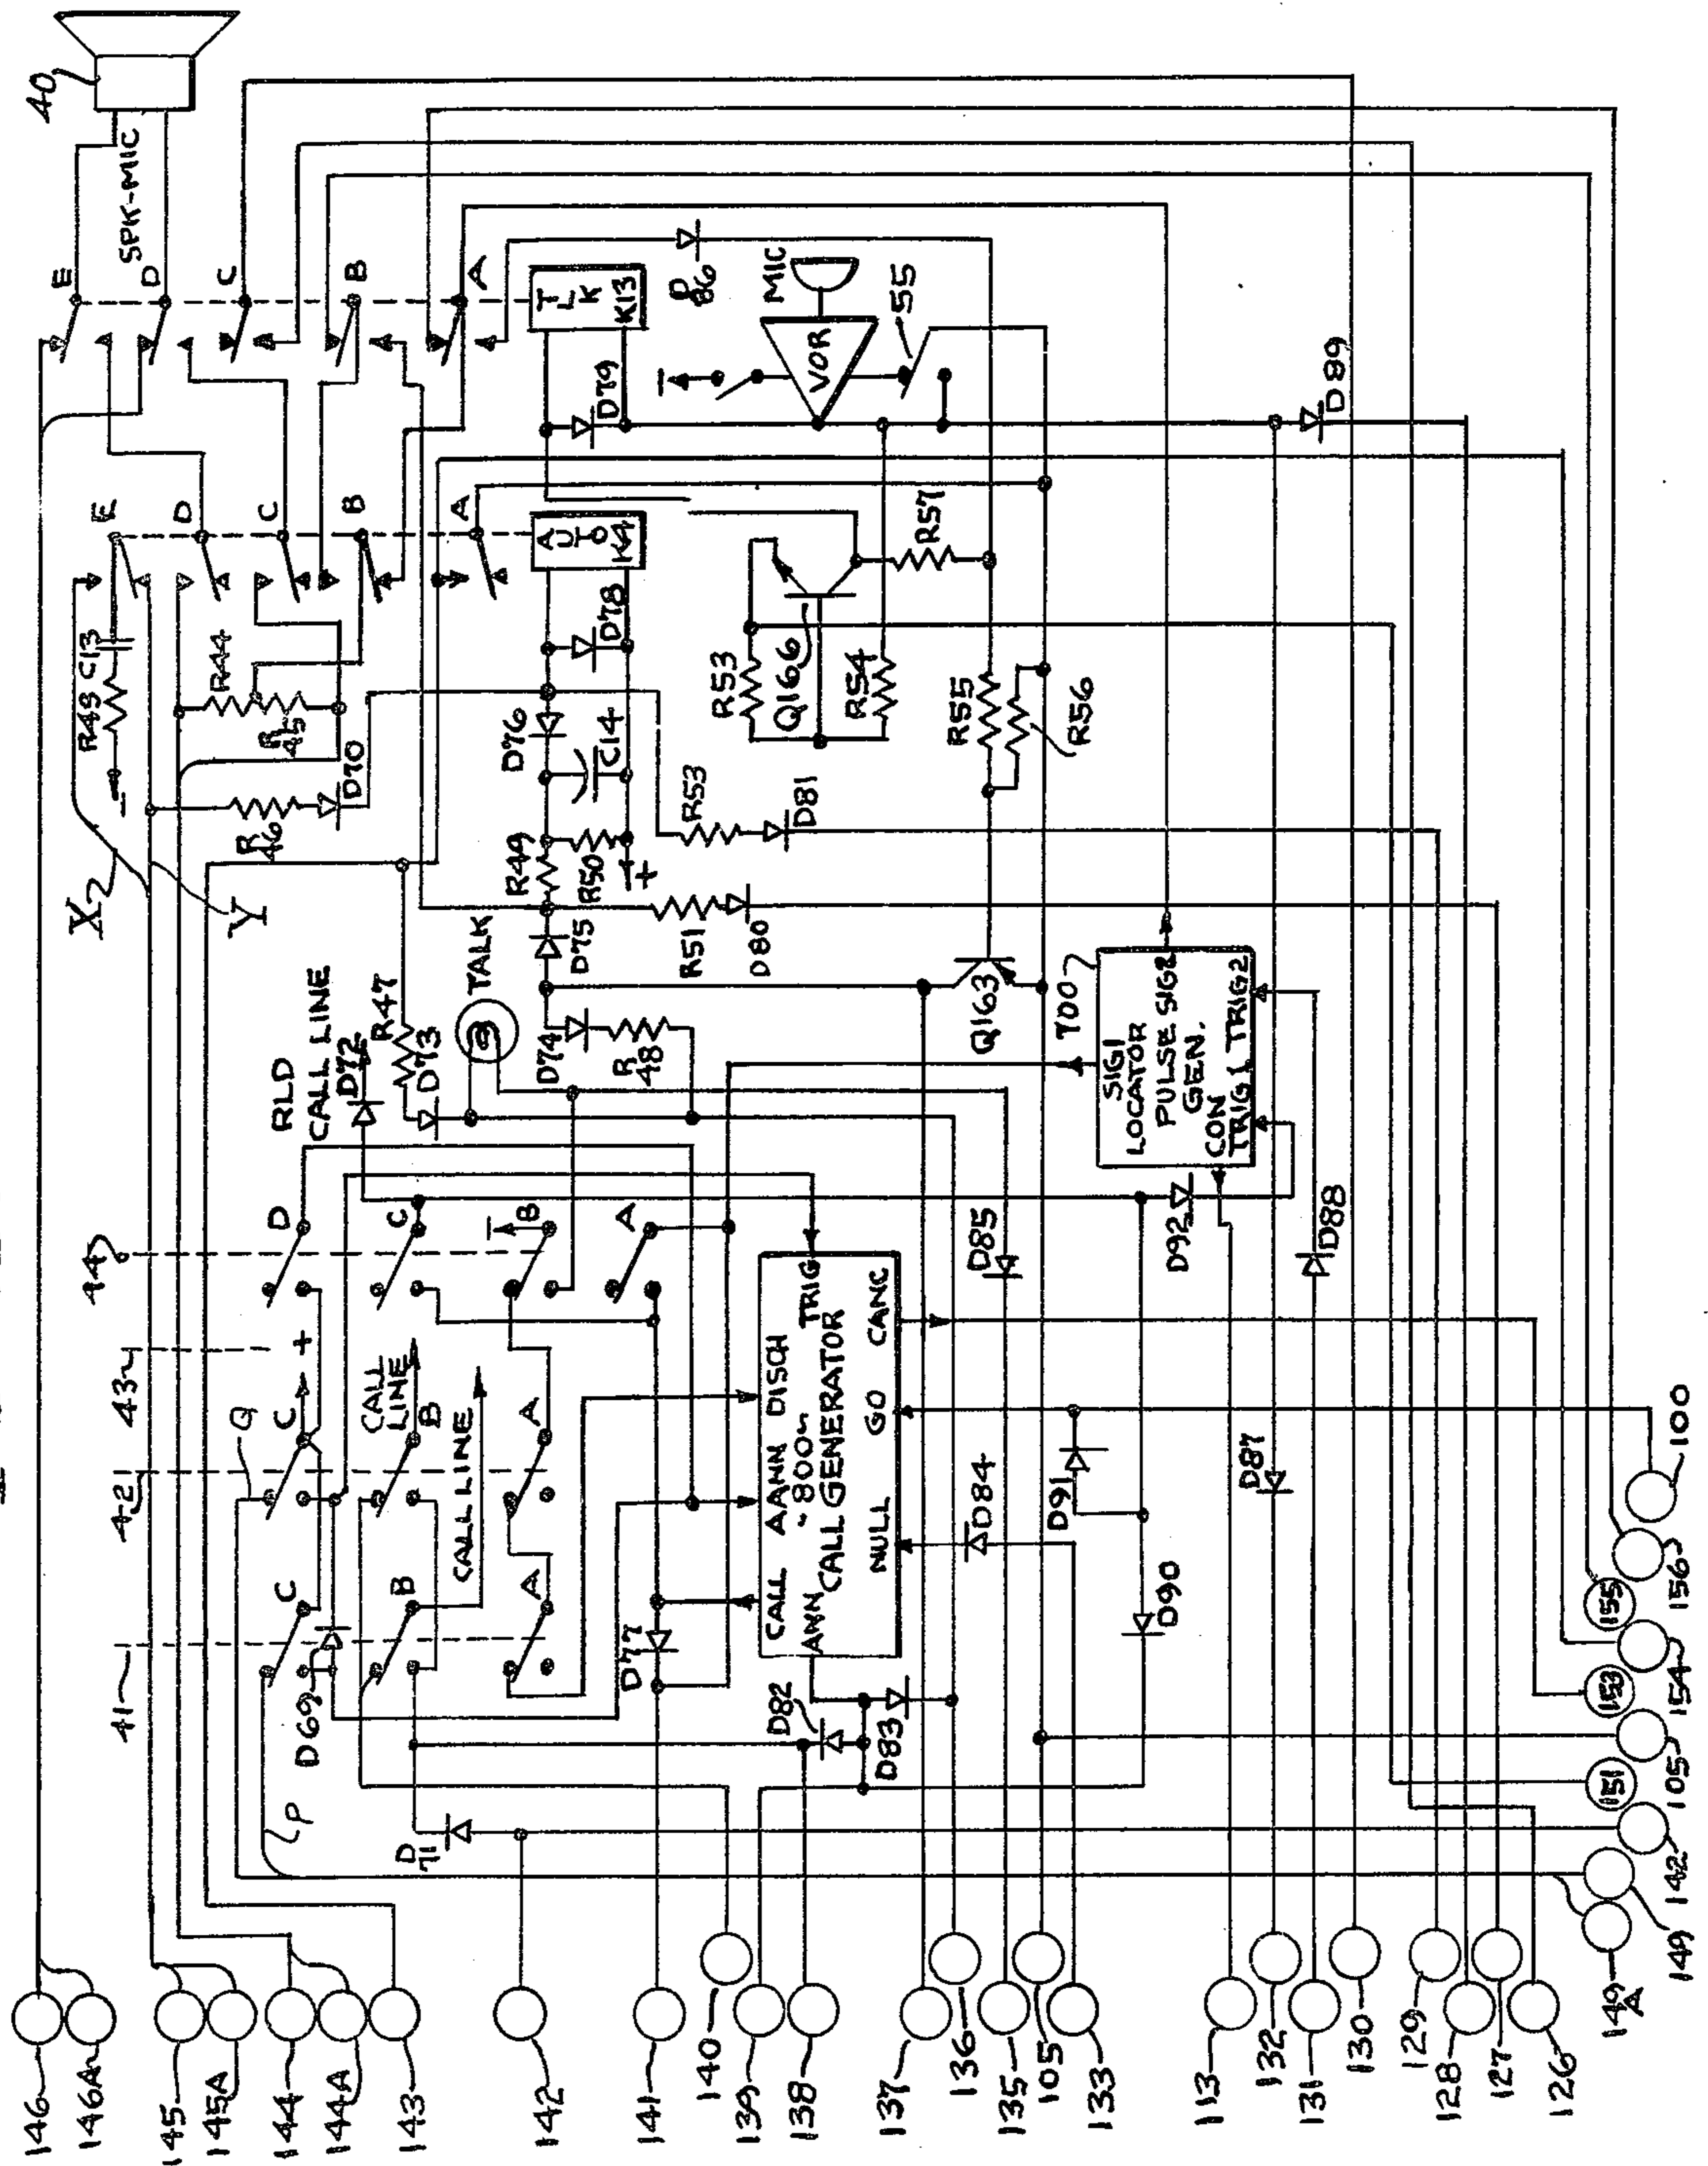 40
SPK-MIC
E
D
C
B
A
TLK
K13
D86
MIC
VOR
55
D79
D89
E
D
C
B
A
AUTO
K4
R43
C13
R44
R45
R46
D70
X2
Y
D78
D76
C14
R49
R50
+
R53
D81
R53
Q166
R54
R57
R55
R56
R51
D80
D75
TALK
D74
R48
R47
D73
D72
RLD
CALL LINE
Q163
700
SIG1
LOCATOR
PULSE SIG2
GEN.
CON
TRIG1 TRIG2
D92
D88
D85
44
43
42
41
D
C
B
A
Q
C
+
CALL
LINE
B
A
CALL LINE
C
B
A
P
D69
D71
D77
CALL AANN DISCH
~800~ TRIG
ANN CALL GENERATOR
NULL GO CANC
D82
D83
D84
D91
D90
D87
146
146A
145
145A
144
144A
143
142
141
140
139
138
137
136
135
105
133
113
132
131
130
129
128
127
126
149A
149
142
151
105
153
154
155
156
100